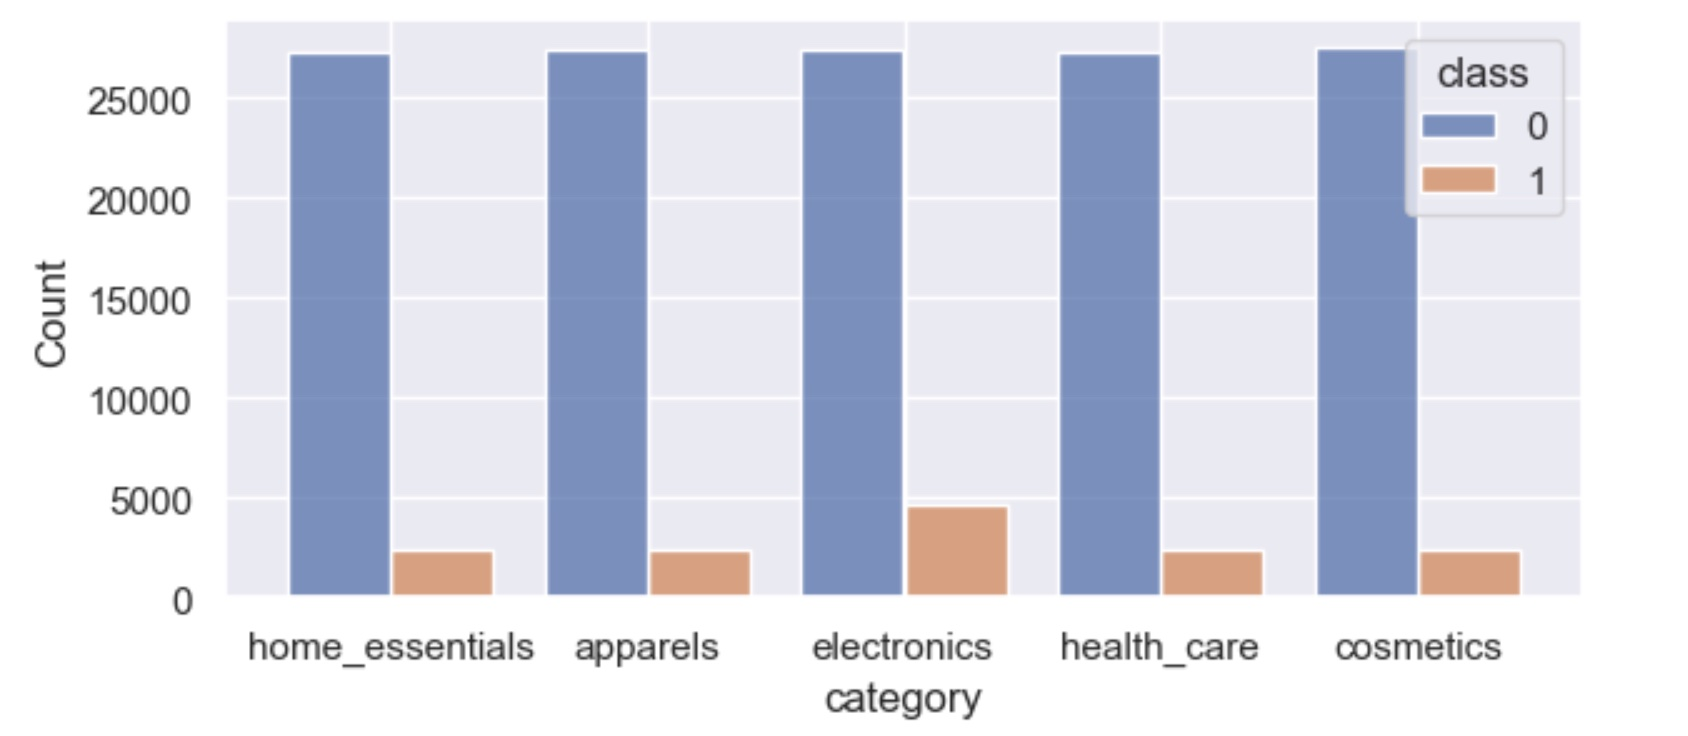 class
0
1
25000
20000
15000
10000
5000
0
Count
home_essentials apparels electronics health_care cosmetics
category